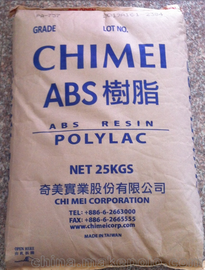 GRADE LOT NO.
CHIMEI
ABS 樹脂
ABS RESIN
POLYLAC
NET 25KGS
奇美實業股份有限公司
CHI MEI CORPORATION
TEL: +886-6-2663000
FAX: +886-6-2665555
www.chimeicorp.com
MADE IN TAIWAN